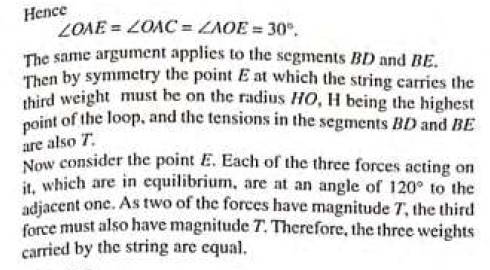 Hence
∠OAE = ∠OAC = ∠AOE = 30°.
The same argument applies to the segments BD and BE.
Then by symmetry the point E at which the string carries the
third weight must be on the radius HO, H being the highest
point of the loop, and the tensions in the segments BD and BE
are also T.
Now consider the point E. Each of the three forces acting on
it, which are in equilibrium, are at an angle of 120° to the
adjacent one. As two of the forces have magnitude T, the third
force must also have magnitude T. Therefore, the three weights
carried by the string are equal.